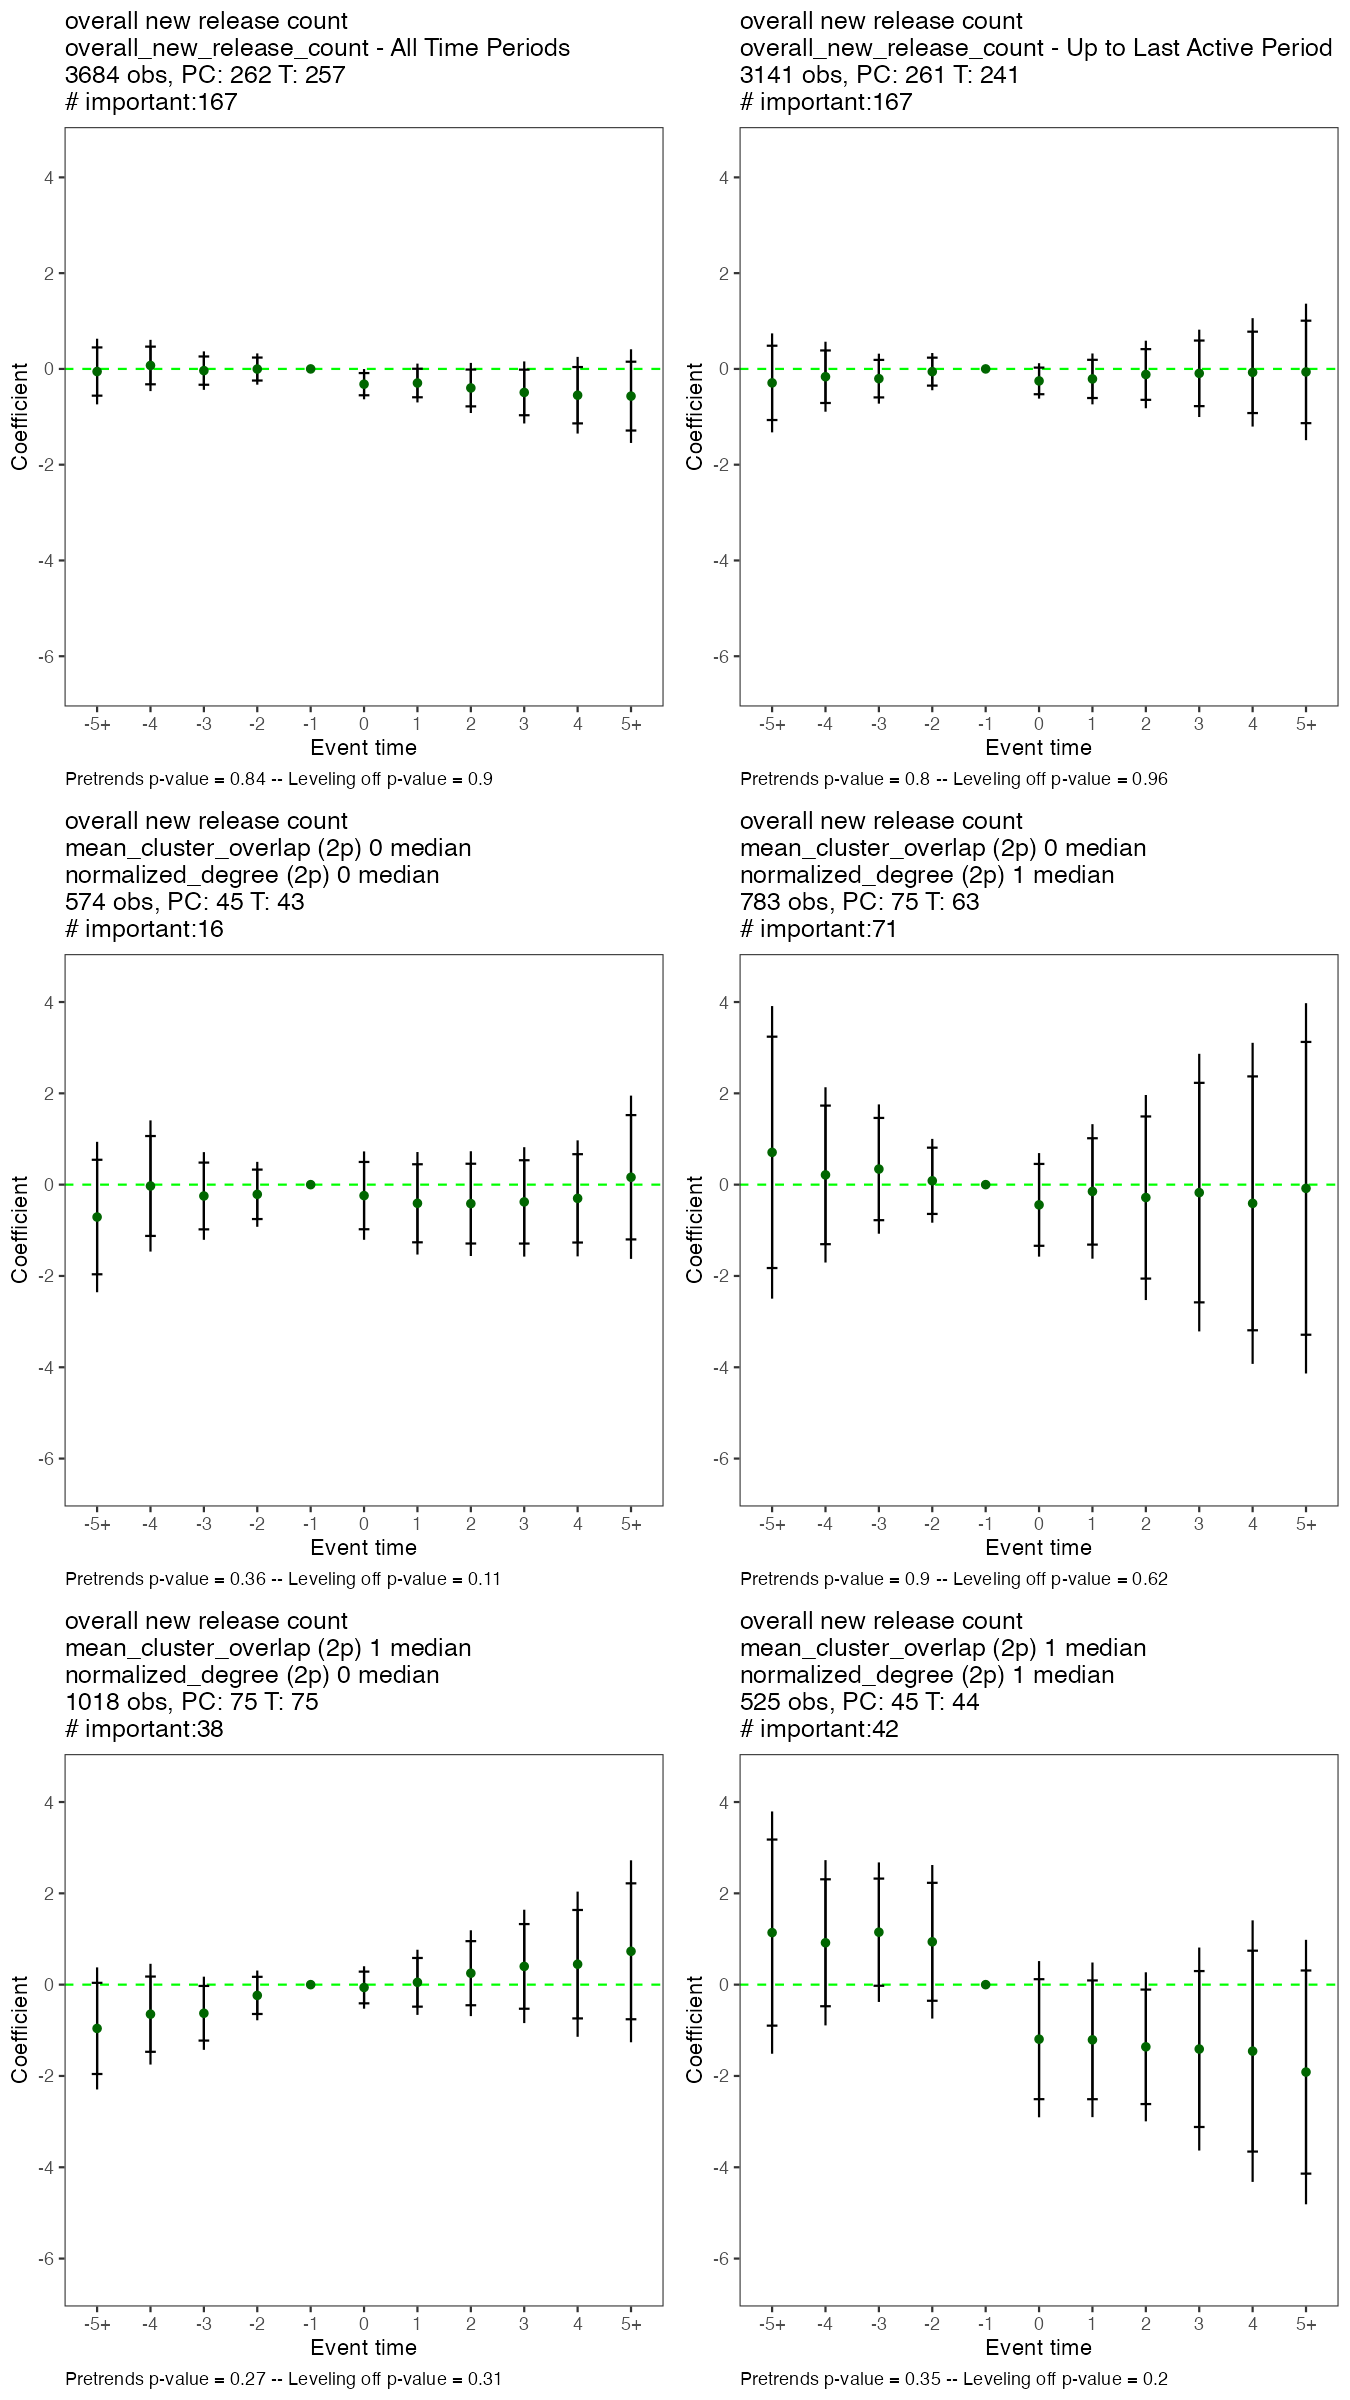 overall new release count
overall_new_release_count - All Time Periods
3684 obs, PC: 262 T: 257
# important:167
4
2
0
-2
-4
-6
Coefficient
-5+ -4 -3 -2 -1 0 1 2 3 4 5+
Event time
Pretrends p-value = 0.84 -- Leveling off p-value = 0.9
overall new release count
overall_new_release_count - Up to Last Active Period
3141 obs, PC: 261 T: 241
# important:167
4
2
0
-2
-4
-6
Coefficient
-5+ -4 -3 -2 -1 0 1 2 3 4 5+
Event time
Pretrends p-value = 0.8 -- Leveling off p-value = 0.96
overall new release count
mean_cluster_overlap (2p) 0 median
normalized_degree (2p) 0 median
574 obs, PC: 45 T: 43
# important:16
4
2
0
-2
-4
-6
Coefficient
-5+ -4 -3 -2 -1 0 1 2 3 4 5+
Event time
Pretrends p-value = 0.36 -- Leveling off p-value = 0.11
overall new release count
mean_cluster_overlap (2p) 0 median
normalized_degree (2p) 1 median
783 obs, PC: 75 T: 63
# important:71
4
2
0
-2
-4
-6
Coefficient
-5+ -4 -3 -2 -1 0 1 2 3 4 5+
Event time
Pretrends p-value = 0.9 -- Leveling off p-value = 0.62
overall new release count
mean_cluster_overlap (2p) 1 median
normalized_degree (2p) 0 median
1018 obs, PC: 75 T: 75
# important:38
4
2
0
-2
-4
-6
Coefficient
-5+ -4 -3 -2 -1 0 1 2 3 4 5+
Event time
Pretrends p-value = 0.27 -- Leveling off p-value = 0.31
overall new release count
mean_cluster_overlap (2p) 1 median
normalized_degree (2p) 1 median
525 obs, PC: 45 T: 44
# important:42
4
2
0
-2
-4
-6
Coefficient
-5+ -4 -3 -2 -1 0 1 2 3 4 5+
Event time
Pretrends p-value = 0.35 -- Leveling off p-value = 0.2